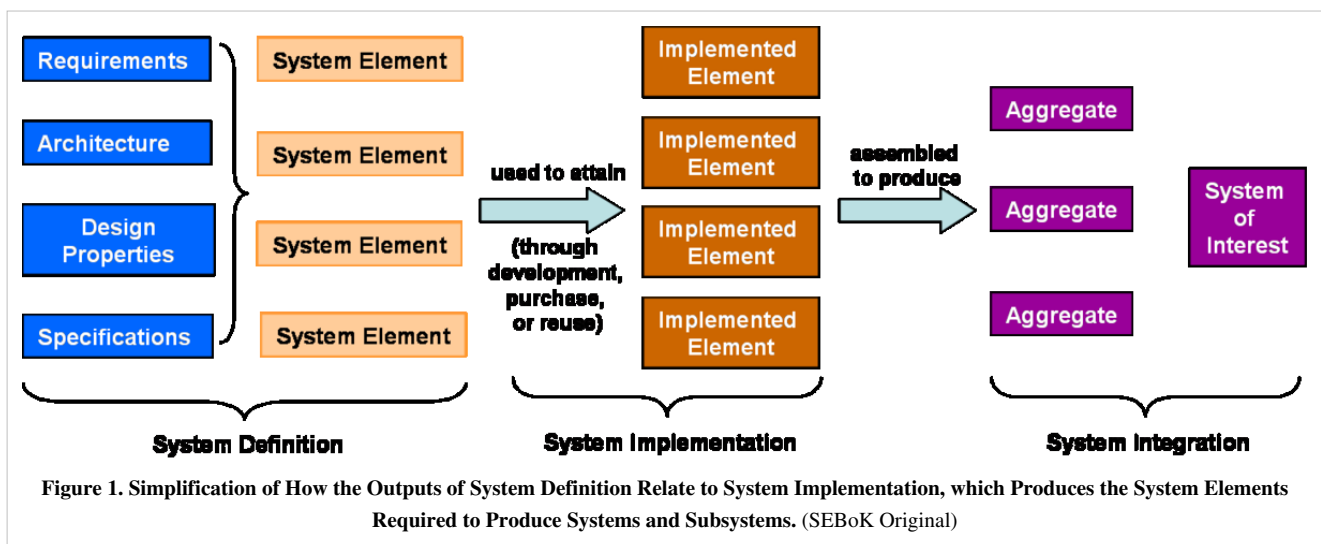 Requirements
Architecture
Design
Properties
Specifications
System Element
System Element
System Element
System Element
System Definition
used to attain
(through
development,
purchase,
or reuse)
Implemented
Element
Implemented
Element
Implemented
Element
Implemented
Element
System Implementation
assembled
to produce
Aggregate
Aggregate
Aggregate
System
of
Interest
System Integration
Figure 1. Simplification of How the Outputs of System Definition Relate to System Implementation, which Produces the System Elements
Required to Produce Systems and Subsystems. (SEBoK Original)